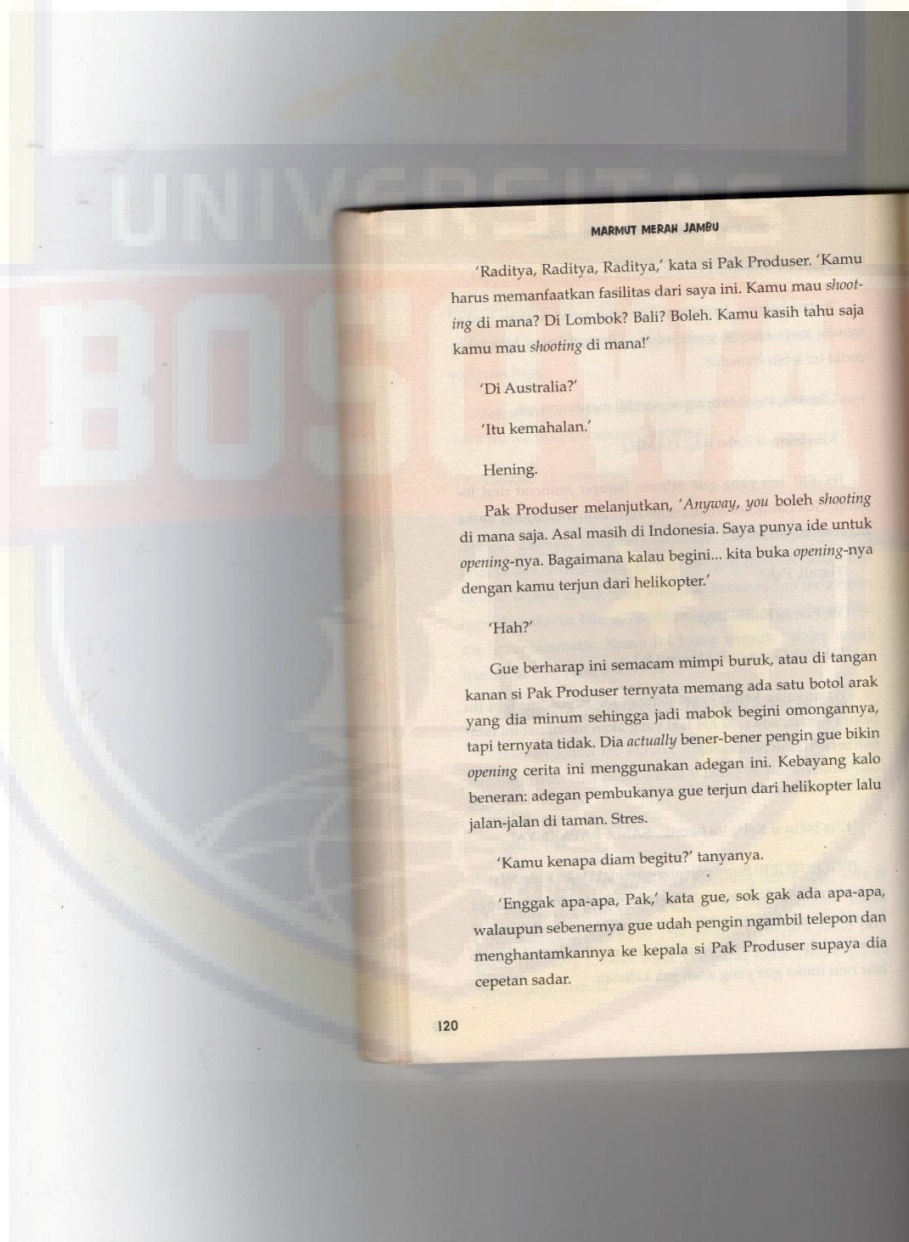 UNIVERSITAS
BOSOWA
MARMUT MERAH JAMBU
'Raditya, Raditya, Raditya,' kata si Pak Produser. 'Kamu
harus memanfaatkan fasilitas dari saya ini. Kamu mau shoot-
ing di mana? Di Lombok? Bali? Boleh. Kamu kasih tahu saja
kamu mau shooting di mana!'
'Di Australia?'
'Itu kemahalan.'
Hening.
Pak Produser melanjutkan, 'Anyway, you boleh shooting
di mana saja. Asal masih di Indonesia. Saya punya ide untuk
opening-nya. Bagaimana kalau begini... kita buka opening-nya
dengan kamu terjun dari helikopter.'
'Hah?'
Gue berharap ini semacam mimpi buruk, atau di tangan
kanan si Pak Produser ternyata memang ada satu botol arak
yang dia minum sehingga jadi mabok begini omongannya,
tapi ternyata tidak. Dia actually bener-bener pengin gue bikin
opening cerita ini menggunakan adegan ini. Kebayang kalo
beneran: adegan pembukanya gue terjun dari helikopter lalu
jalan-jalan di taman. Stres.
'Kamu kenapa diam begitu?' tanyanya.
'Enggak apa-apa, Pak,' kata gue, sok gak ada apa-apa,
walaupun sebenernya gue udah pengin ngambil telepon dan
menghantamkannya ke kepala si Pak Produser supaya dia
cepetan sadar.
120